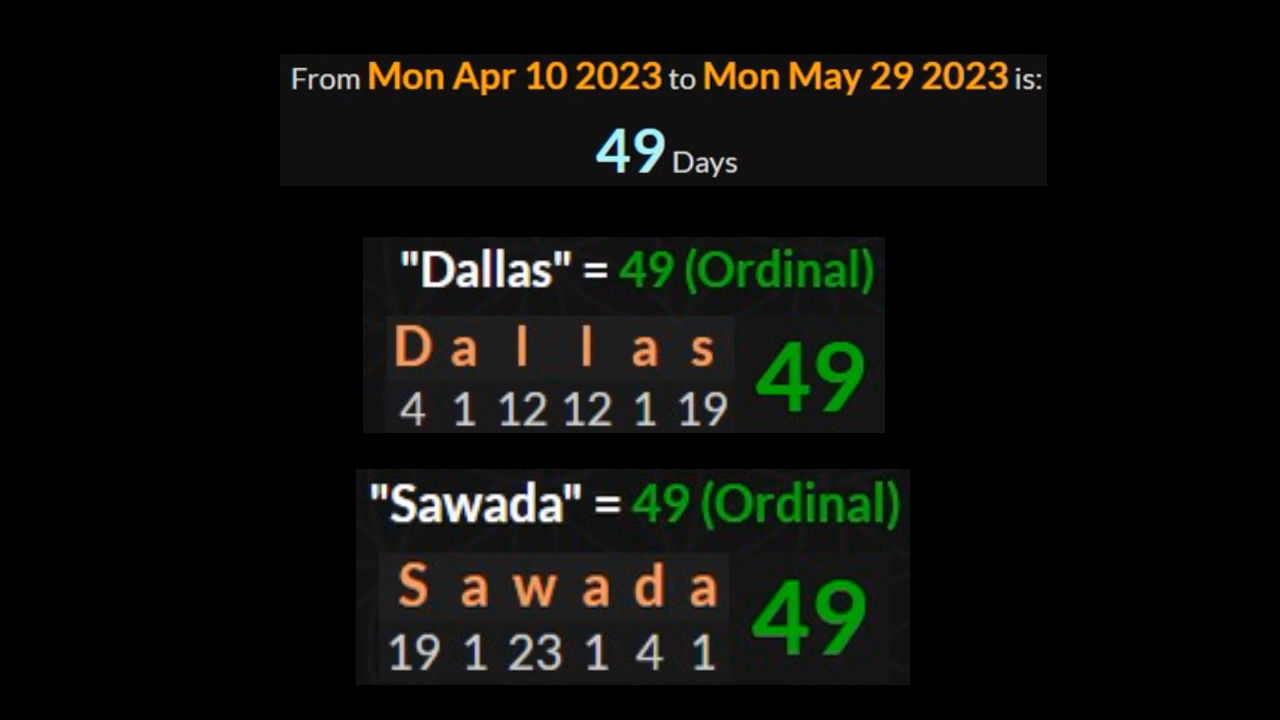 From Mon Apr 10 2023 to Mon May 29 2023 is:
49 Days
"Dallas" = 49 (Ordinal)
D a l l a s
4 1 12 12 1 19
49
"Sawada" = 49 (Ordinal)
S a w a d a
19 1 23 1 4 1
49